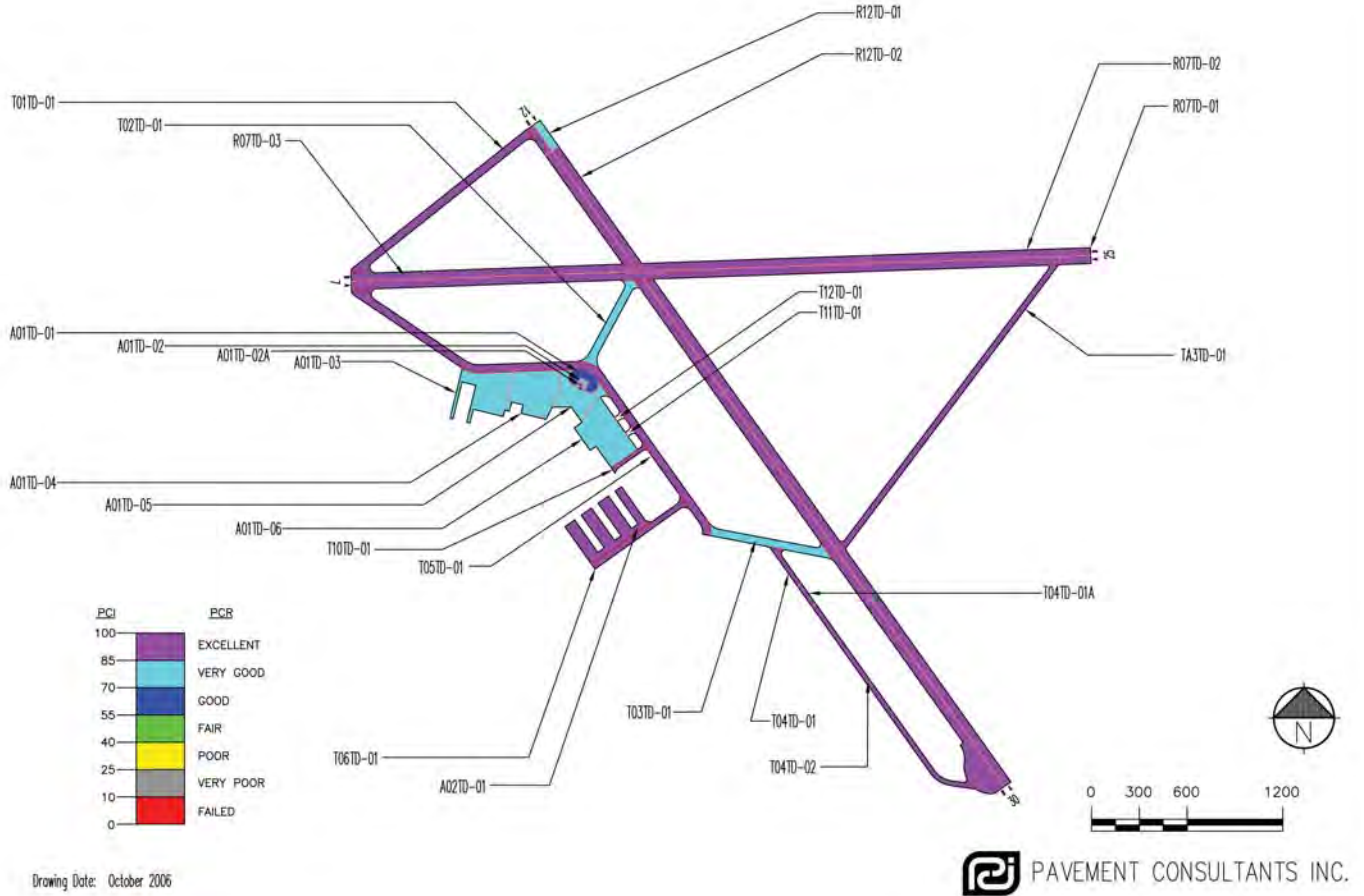 R12TD-01
R12TD-02
R07TD-02
R07TD-01
T01TD-01
T02TD-01
R07TD-03
12
25
7
T12TD-01
T11TD-01
A01TD-01
A01TD-02
A01TD-02A
A01TD-03
TA3TD-01
A01TD-04
A01TD-05
A01TD-06
T10TD-01
T05TD-01
T04TD-01A
T03TD-01
T04TD-01
T04TD-02
T06TD-01
A02TD-01
PCI PCR
100
EXCELLENT
85
VERY GOOD
70
GOOD
55
FAIR
40
POOR
25
VERY POOR
10
FAILED
0
N
0 300 600 1200
Drawing Date: October 2006
PAVEMENT CONSULTANTS INC.